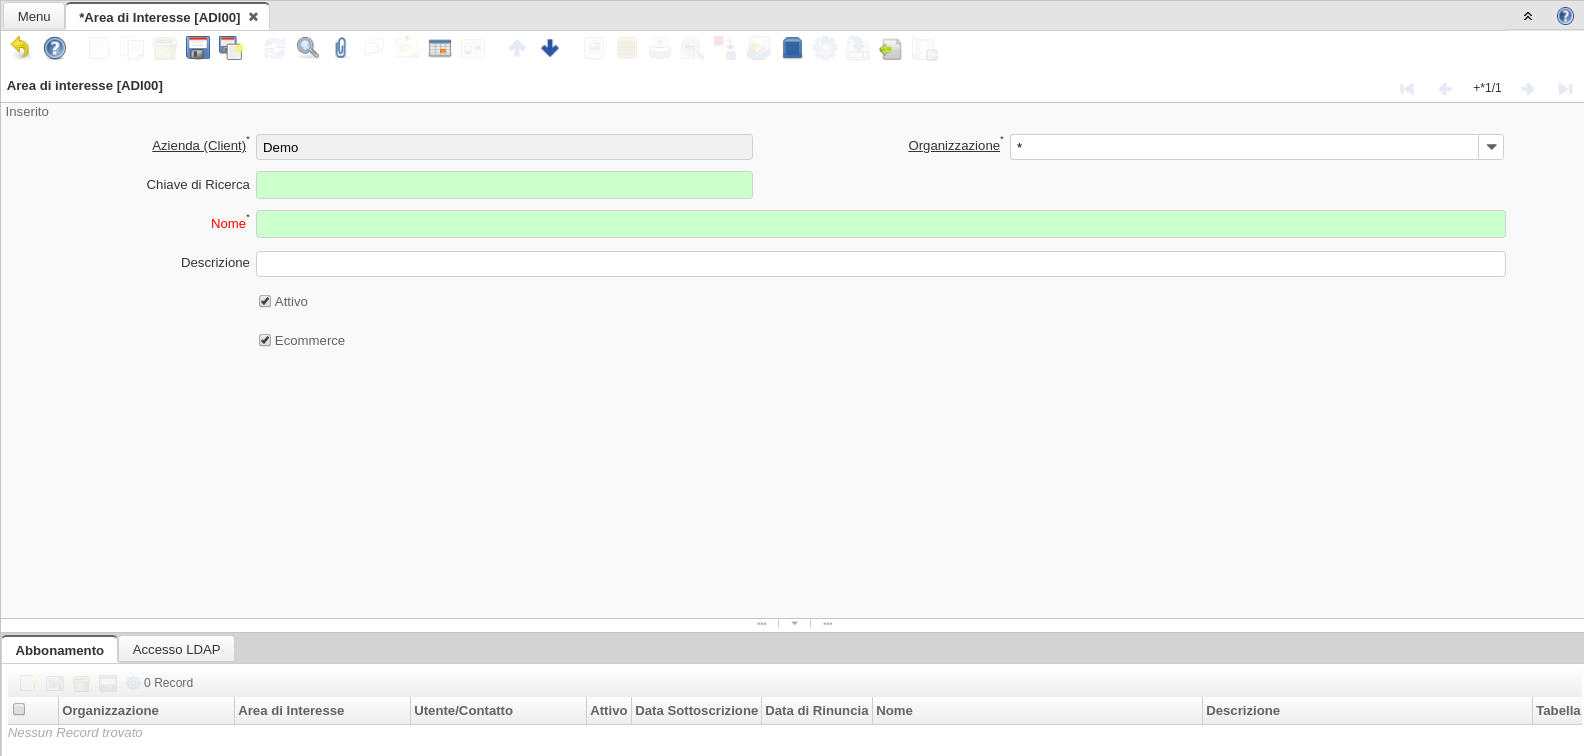 Menu *Area di Interesse [ADI00]
Area di interesse [ADI00] +*1/1
Inserito
Azienda (Client)* Demo Organizzazione* *
Chiave di Ricerca
Nome*
Descrizione
Attivo
Ecommerce
Abbonamento Accesso LDAP
0 Record
Organizzazione Area di Interesse Utente/Contatto Attivo Data Sottoscrizione Data di Rinuncia Nome Descrizione Tabella
Nessun Record trovato